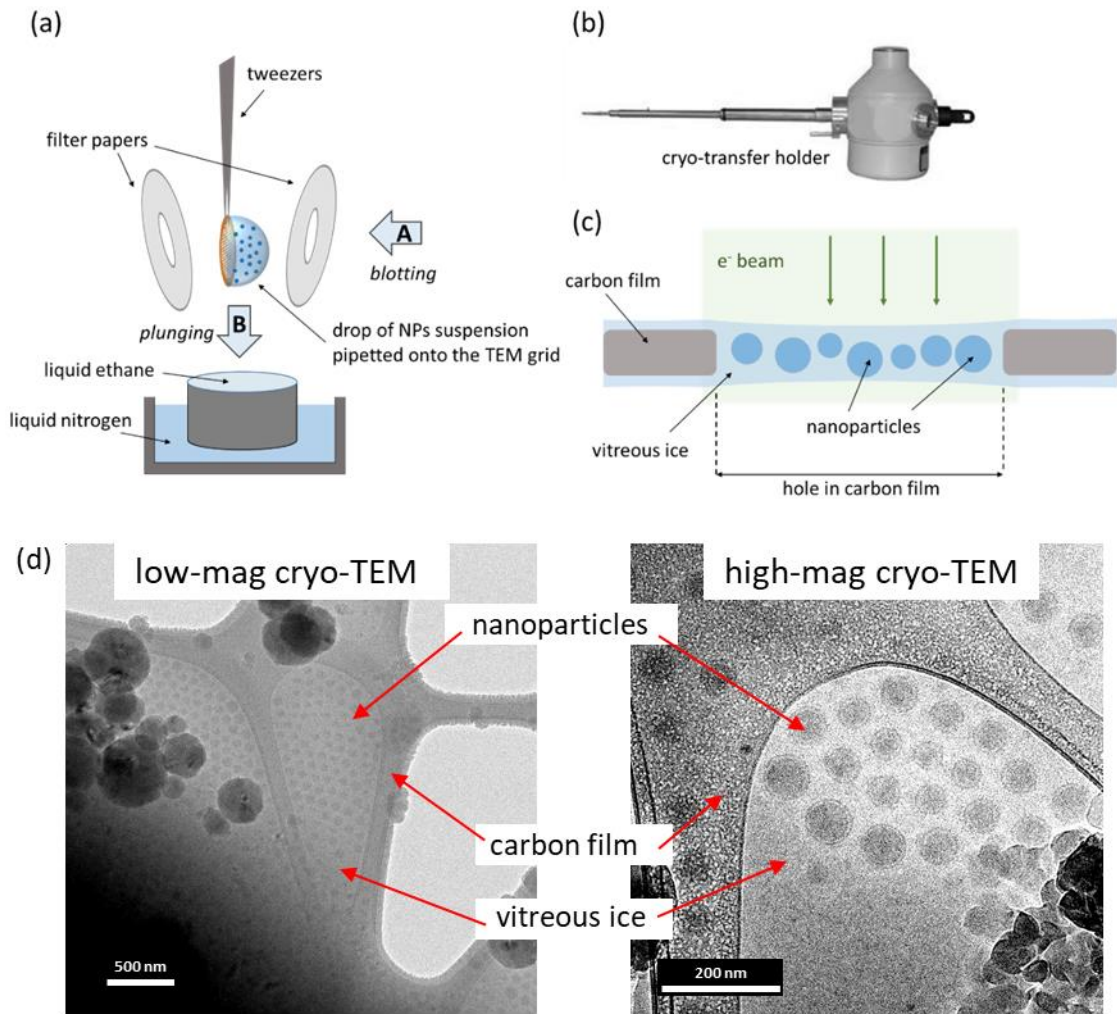 (a)
tweezers
filter papers
A
blotting
plunging
B
drop of NPs suspension
pipetted onto the TEM grid
liquid ethane
liquid nitrogen
(b)
cryo-transfer holder
(c)
e⁻ beam
carbon film
vitreous ice
nanoparticles
hole in carbon film
(d)
low-mag cryo-TEM
high-mag cryo-TEM
nanoparticles
carbon film
vitreous ice
500 nm
200 nm